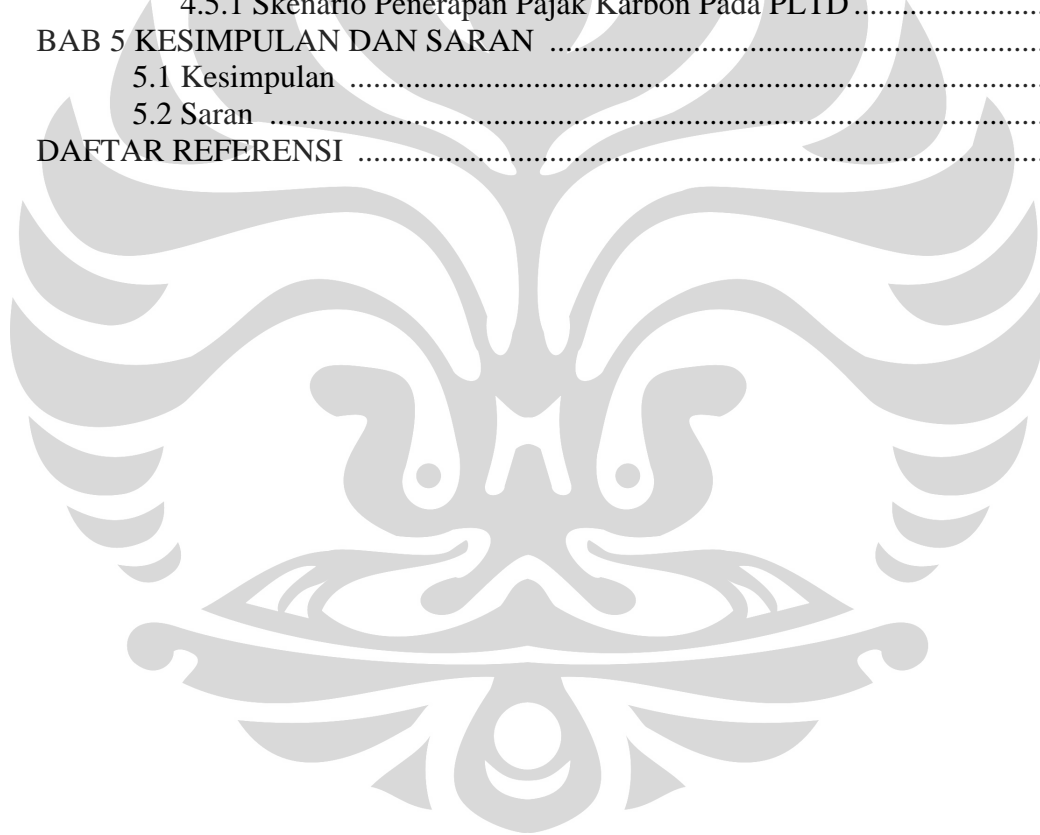 4.5.1 Skenario Penerapan Pajak Karbon Pada PLTD ....................
BAB 5 KESIMPULAN DAN SARAN ..........................................................
5.1 Kesimpulan ................................................................................
5.2 Saran ..........................................................................................
DAFTAR REFERENSI ..............................................................................